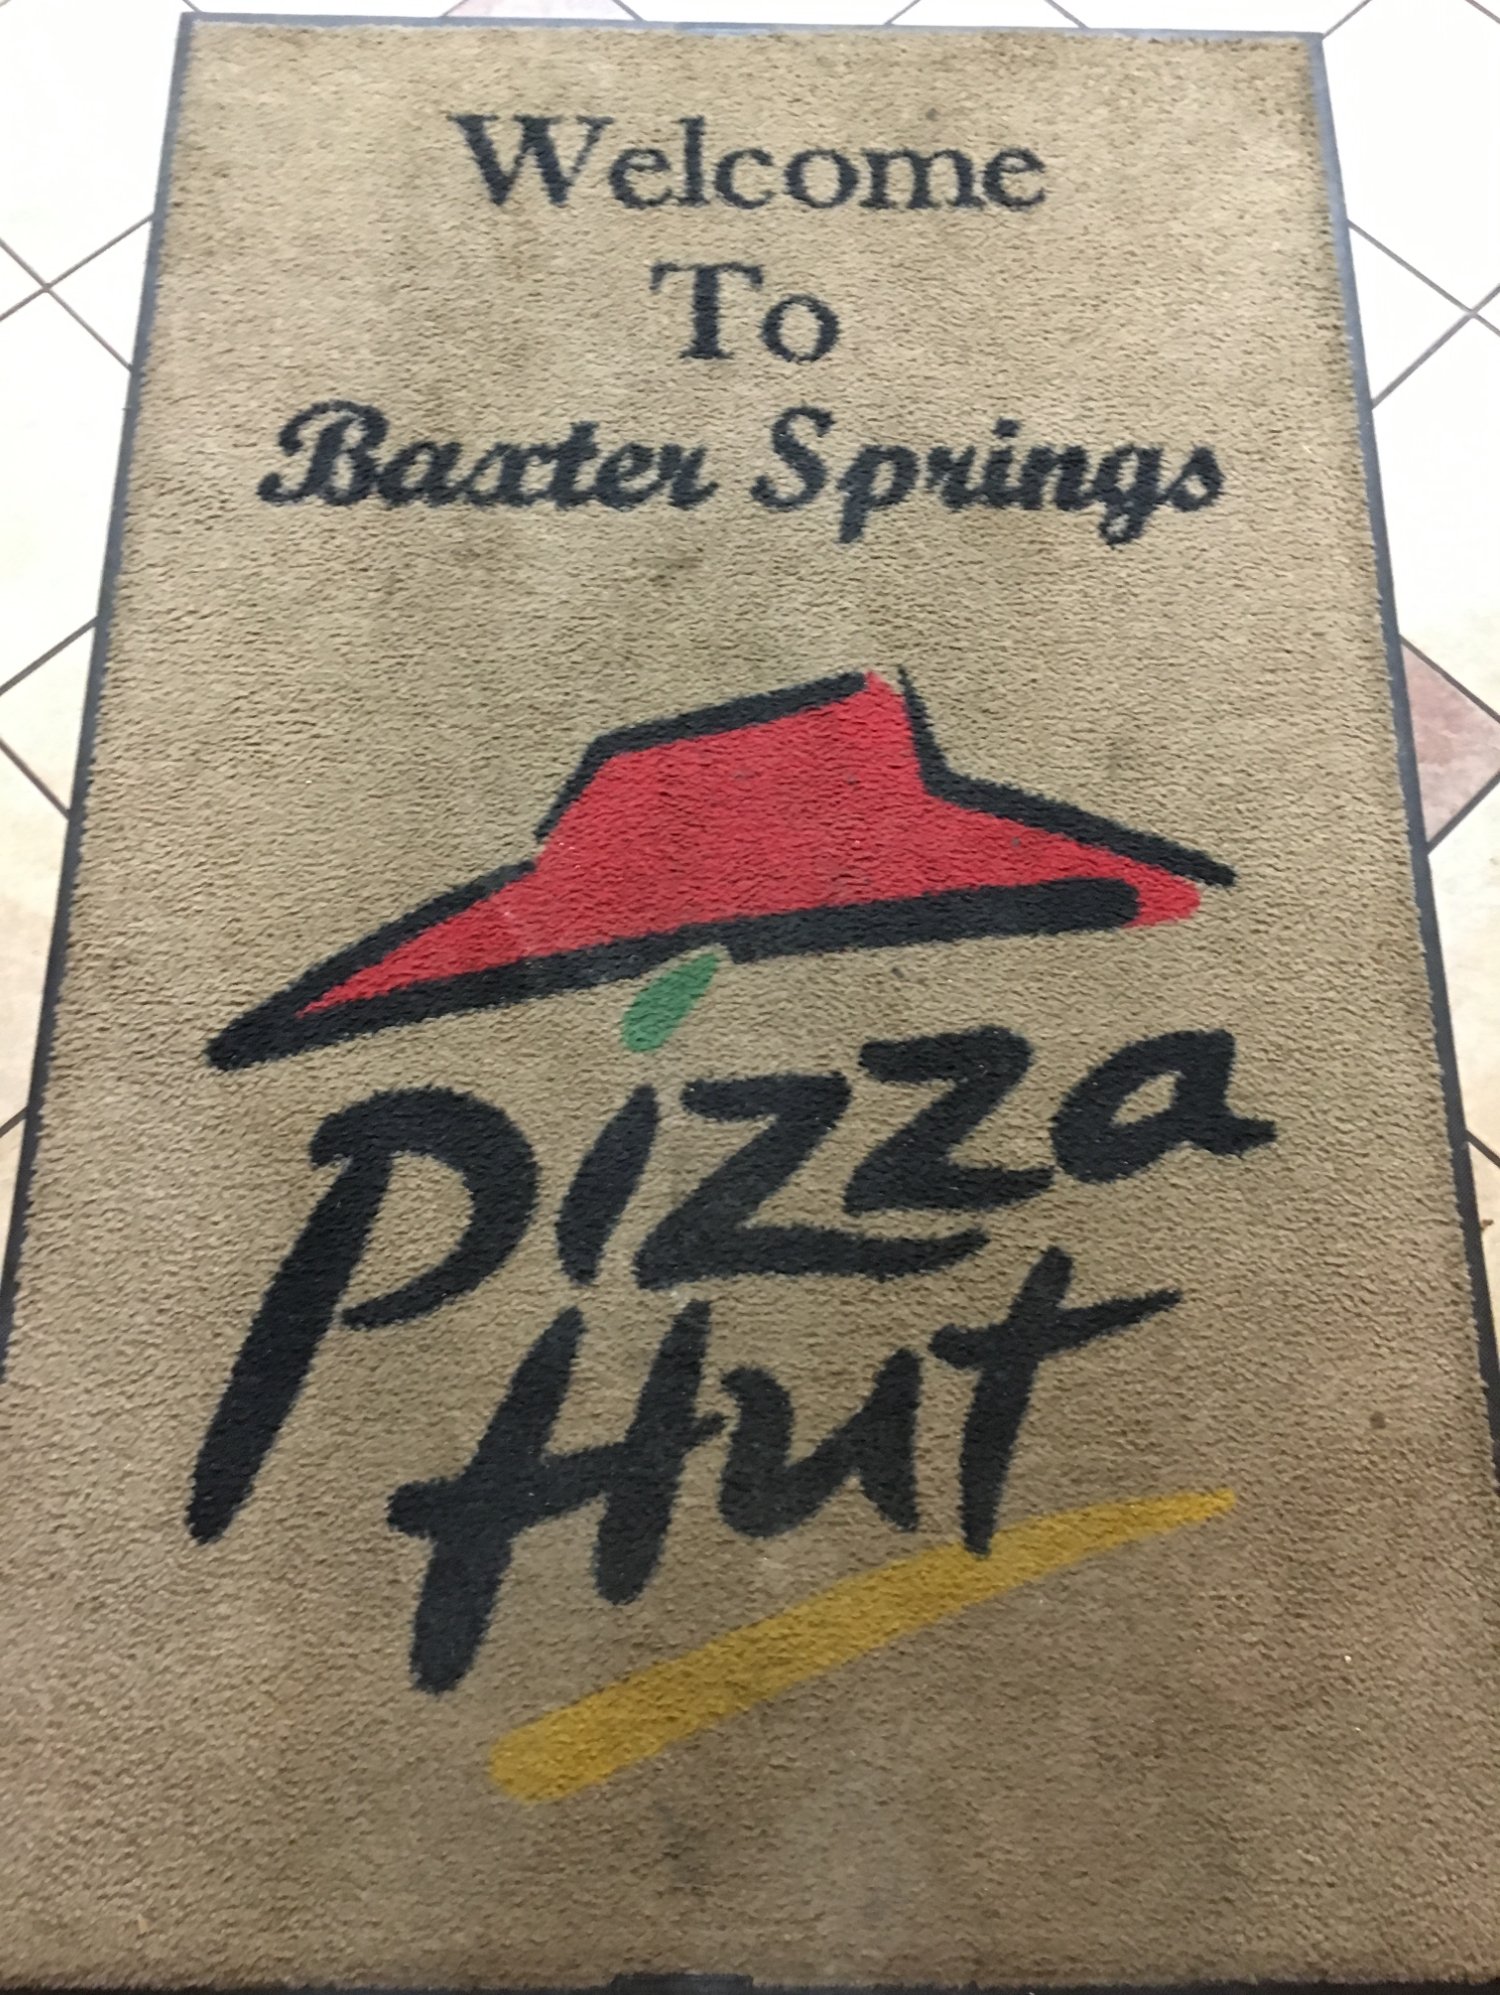 Welcome
To
Baxter Springs
Pizza
Hut